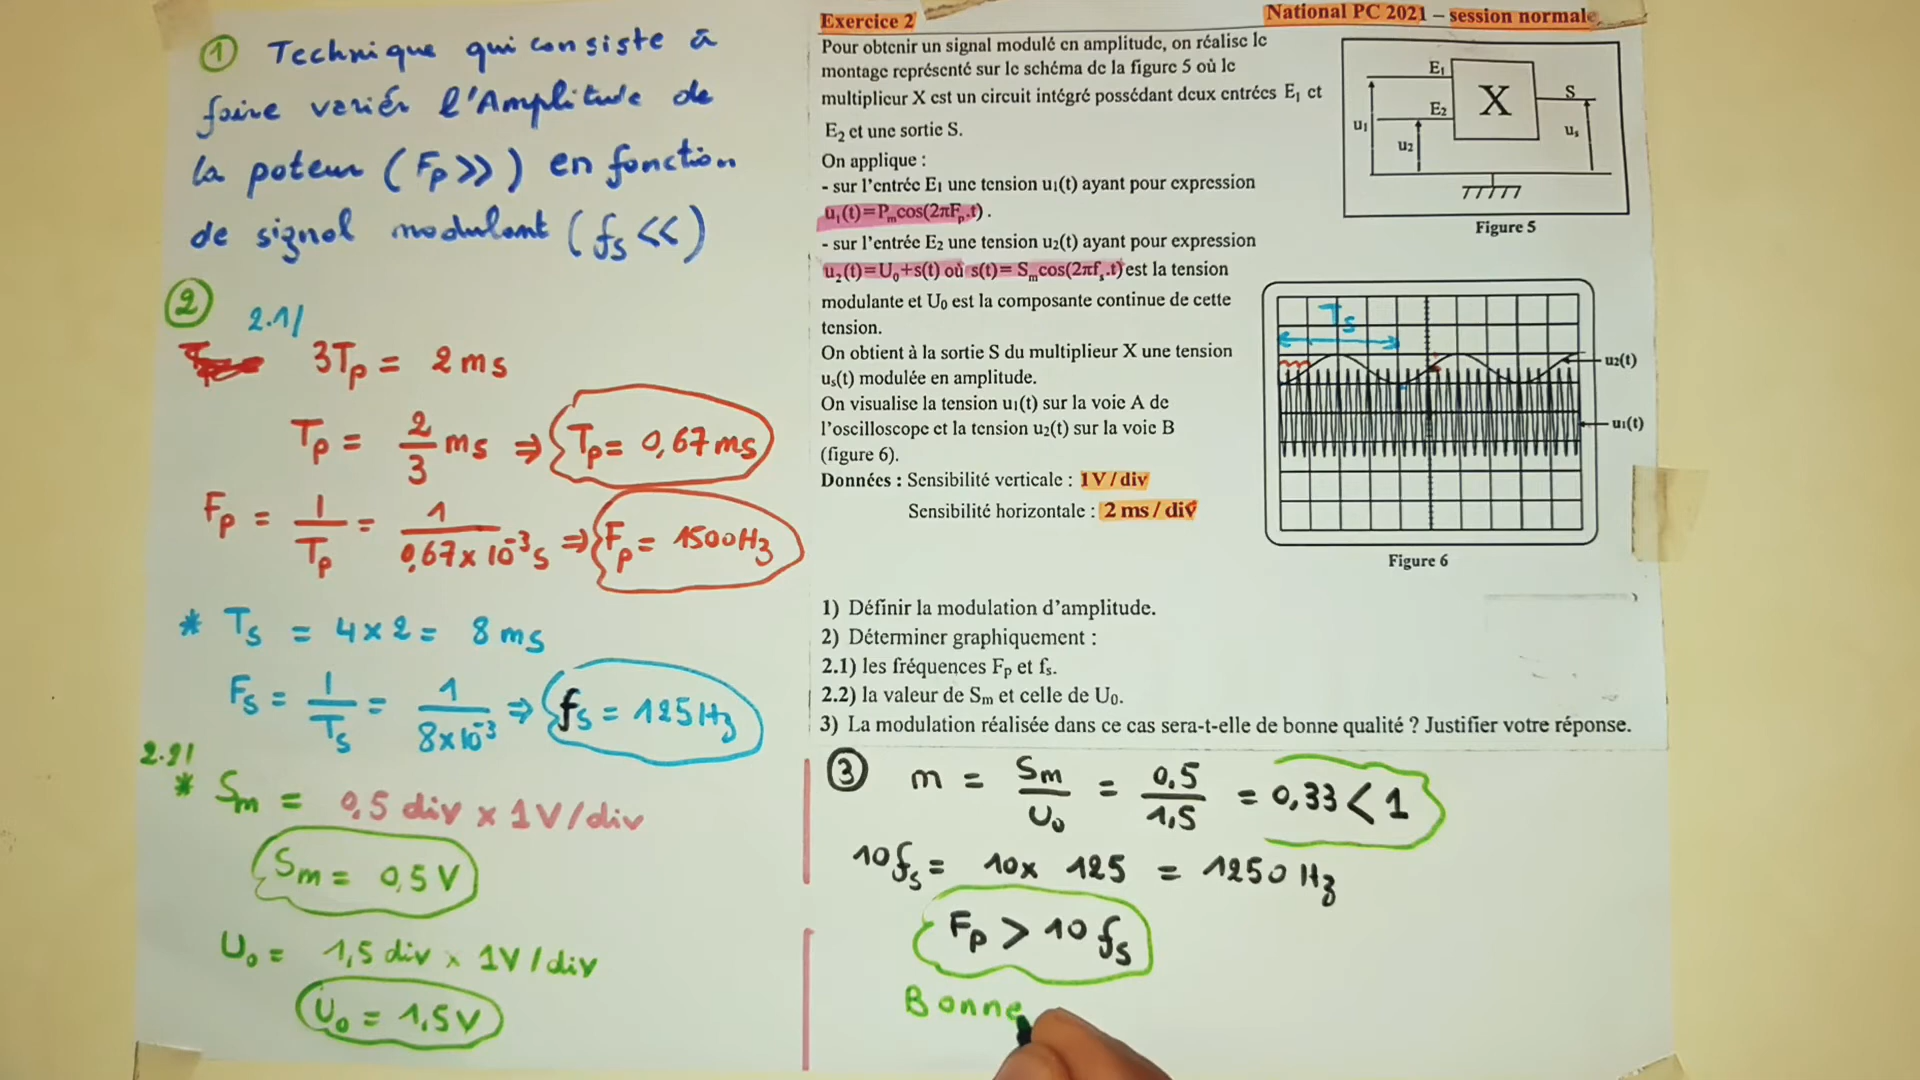 ① Technique qui consiste à
faire variér l'Amplitude de
la poteur (Fp >>) en fonction
de signal modulant (fs <<)
②
2.1/
3Tp = 2 ms
Tp = 2/3 ms ⇒ Tp = 0,67 ms
Fp = 1/Tp = 1/0,67×10⁻³s ⇒ Fp = 1500Hz
* Ts = 4 × 2 = 8 ms
Fs = 1/Ts = 1/8×10⁻³ ⇒ fs = 125 Hz
2.2/
* Sm = 0,5 div × 1V/div
Sm = 0,5 V
U₀ = 1,5 div × 1V/div
U₀ = 1,5V
Exercice 2
National PC 2021 – session normale
Pour obtenir un signal modulé en amplitude, on réalise le
montage représenté sur le schéma de la figure 5 où le
multiplieur X est un circuit intégré possédant deux entrées E₁ et
E₂ et une sortie S.
On applique :
- sur l'entrée E₁ une tension u₁(t) ayant pour expression
u₁(t)=Pₘcos(2πFₚ.t) .
- sur l'entrée E₂ une tension u₂(t) ayant pour expression
u₂(t)=U₀+s(t) où s(t)= Sₘcos(2πfₛ.t) est la tension
modulante et U₀ est la composante continue de cette
tension.
On obtient à la sortie S du multiplieur X une tension
uₛ(t) modulée en amplitude.
On visualise la tension u₁(t) sur la voie A de
l'oscilloscope et la tension u₂(t) sur la voie B
(figure 6).
Données : Sensibilité verticale : 1V / div
Sensibilité horizontale : 2 ms / div
E₁
E₂
X
S
u₁
u₂
uₛ
Figure 5
Ts
u₂(t)
u₁(t)
Figure 6
1) Définir la modulation d'amplitude.
2) Déterminer graphiquement :
2.1) les fréquences Fₚ et fₛ.
2.2) la valeur de Sₘ et celle de U₀.
3) La modulation réalisée dans ce cas sera-t-elle de bonne qualité ? Justifier votre réponse.
③ m = Sm/U₀ = 0,5/1,5 = 0,33 < 1
10fs = 10× 125 = 1250 Hz
Fp > 10 fs
Bonne